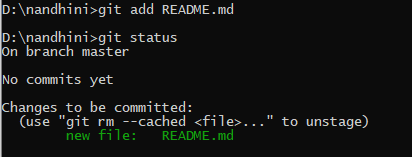 D:\nandhini>git add README.md
D:\nandhini>git status
On branch master
No commits yet
Changes to be committed:
  (use "git rm --cached <file>..." to unstage)
        new file:   README.md